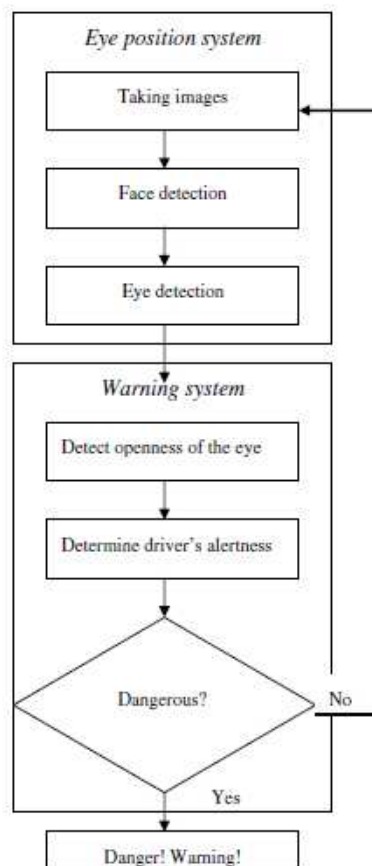 Eye position system
Taking images
Face detection
Eye detection
Warning system
Detect openness of the eye
Determine driver's alertness
Dangerous?
No
Yes
Danger! Warning!